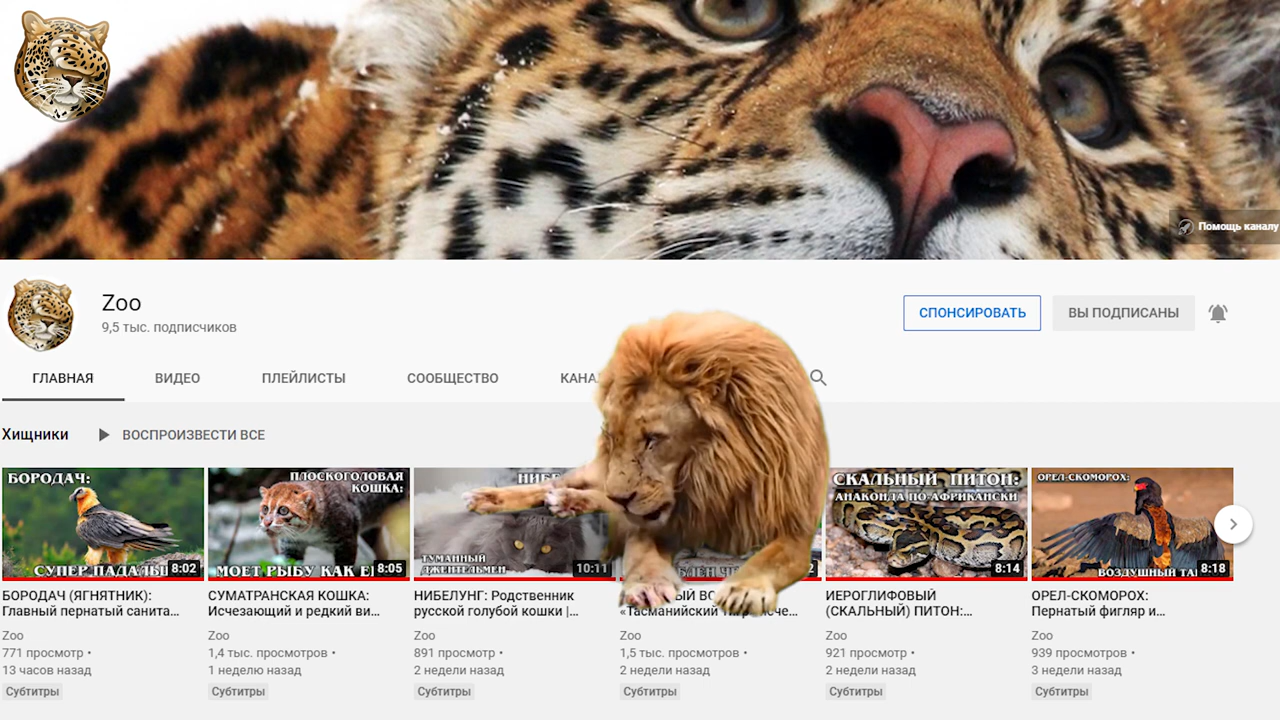 Помощь каналу
Zoo
9,5 тыс. подписчиков
СПОНСИРОВАТЬ
ВЫ ПОДПИСАНЫ
ГЛАВНАЯ
ВИДЕО
ПЛЕЙЛИСТЫ
СООБЩЕСТВО
Хищники
ВОСПРОИЗВЕСТИ ВСЕ
БОРОДАЧ:
8:02
ПЛОСКОГОЛОВАЯ
КОШКА:
МОЕТ РЫБУ КАК
8:05
ТУМАННЫЙ
ДЖЕНТЕЛЬМЕН
10:11
СКАЛЬНЫЙ ПИТОН:
АНАКОНДА ПО-АФРИКАНСКИ
8:14
ОРЕЛ-СКОМОРОХ:
ВОЗДУШНЫЙ
8:18
БОРОДАЧ (ЯГНЯТНИК):
Главный пернатый санита...
Zoo
771 просмотр •
13 часов назад
Субтитры
СУМАТРАНСКАЯ КОШКА:
Исчезающий и редкий ви...
Zoo
1,4 тыс. просмотров •
1 неделю назад
Субтитры
НИБЕЛУНГ: Родственник
русской голубой кошки |...
Zoo
891 просмотр •
2 недели назад
Субтитры
«Тасманийский
Zoo
1,5 тыс. просмотров •
2 недели назад
Субтитры
ИЕРОГЛИФОВЫЙ
(СКАЛЬНЫЙ) ПИТОН:...
Zoo
921 просмотр •
2 недели назад
Субтитры
ОРЕЛ-СКОМОРОХ:
Пернатый фигляр и...
Zoo
939 просмотров •
3 недели назад
Субтитры